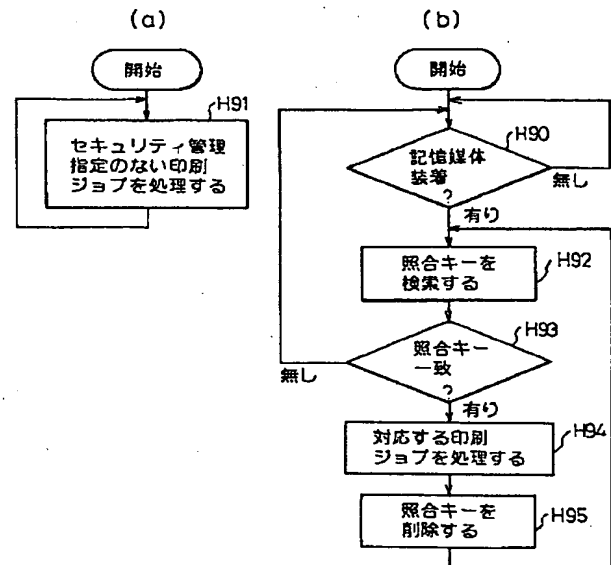 (a)
開始
H91
セキュリティ管理
指定のない印刷
ジョブを処理する
(b)
開始
H90
記憶媒体
装着
?
無し
有り
H92
照合キーを
検索する
H93
照合キー
一致
?
無し
有り
H94
対応する印刷
ジョブを処理する
H95
照合キーを
削除する